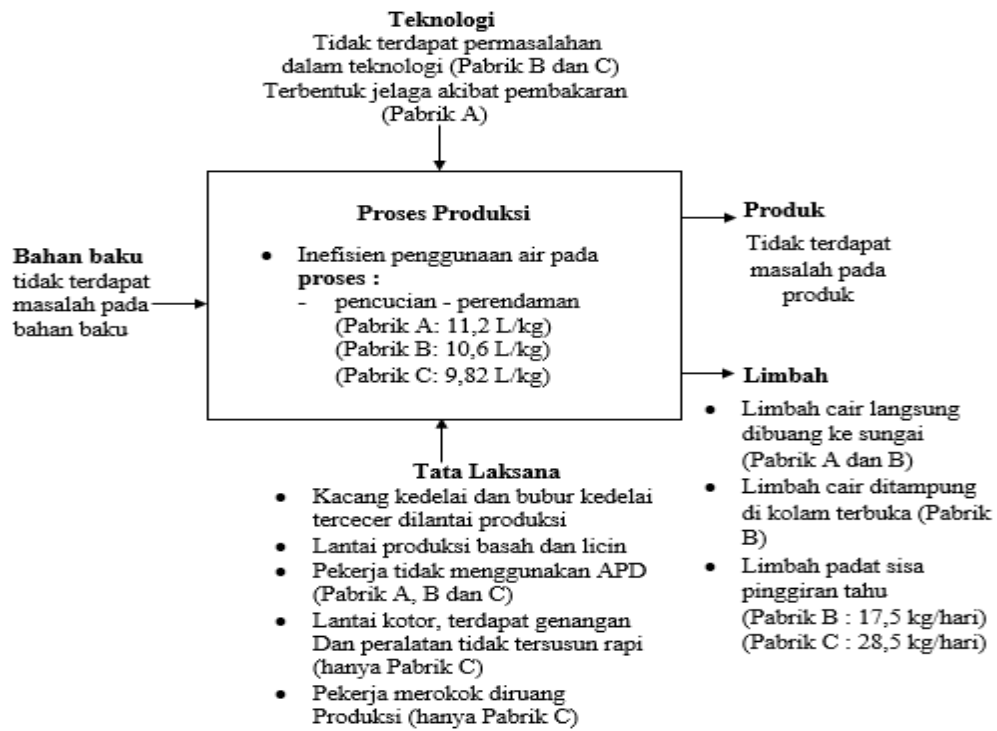 Teknologi
Tidak terdapat permasalahan
dalam teknologi (Pabrik B dan C)
Terbentuk jelaga akibat pembakaran
(Pabrik A)
Bahan baku
tidak terdapat
masalah pada
bahan baku
Proses Produksi
● Inefisien penggunaan air pada
proses :
- pencucian - perendaman
(Pabrik A: 11,2 L/kg)
(Pabrik B: 10,6 L/kg)
(Pabrik C: 9,82 L/kg)
Produk
Tidak terdapat
masalah pada
produk
Limbah
● Limbah cair langsung
dibuang ke sungai
(Pabrik A dan B)
● Limbah cair ditampung
di kolam terbuka (Pabrik
B)
● Limbah padat sisa
pinggiran tahu
(Pabrik B : 17,5 kg/hari)
(Pabrik C : 28,5 kg/hari)
Tata Laksana
● Kacang kedelai dan bubur kedelai
tercecer dilantai produksi
● Lantai produksi basah dan licin
● Pekerja tidak menggunakan APD
(Pabrik A, B dan C)
● Lantai kotor, terdapat genangan
Dan peralatan tidak tersusun rapi
(hanya Pabrik C)
● Pekerja merokok diruang
Produksi (hanya Pabrik C)